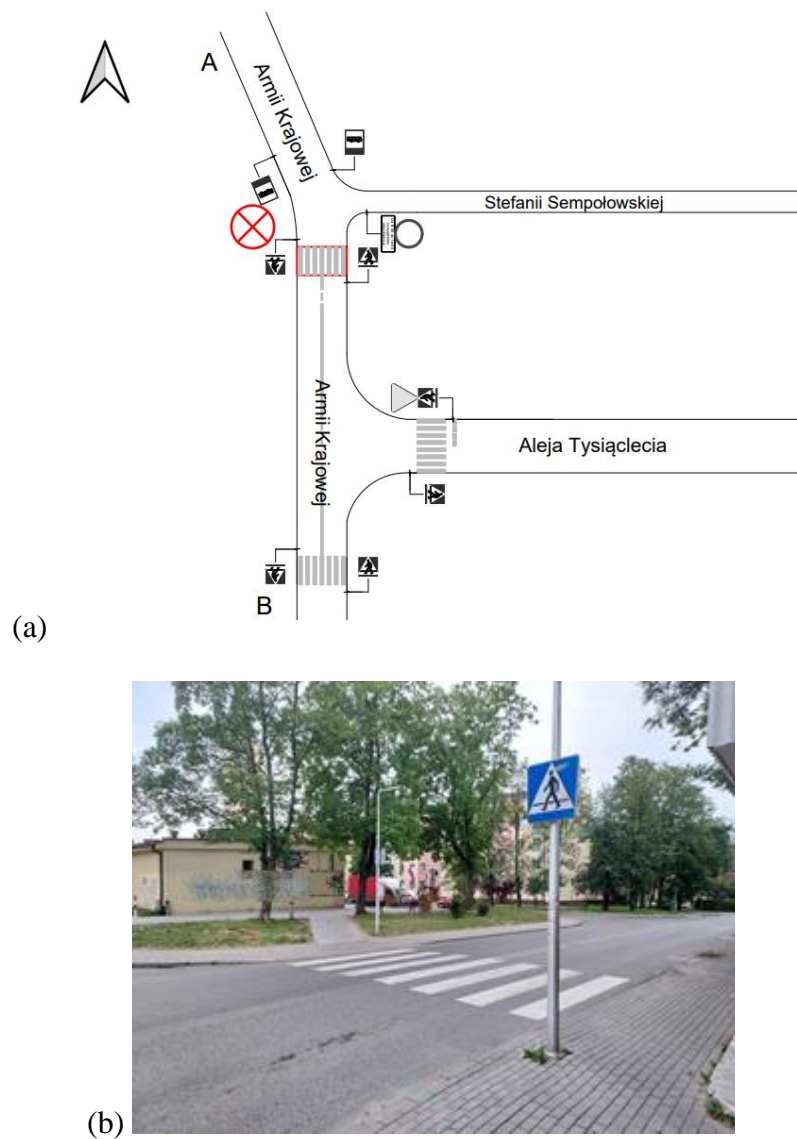 A
Armii Krajowej
Stefanii Sempołowskiej
Armii Krajowej
Aleja Tysiąclecia
B
(a)
(b)